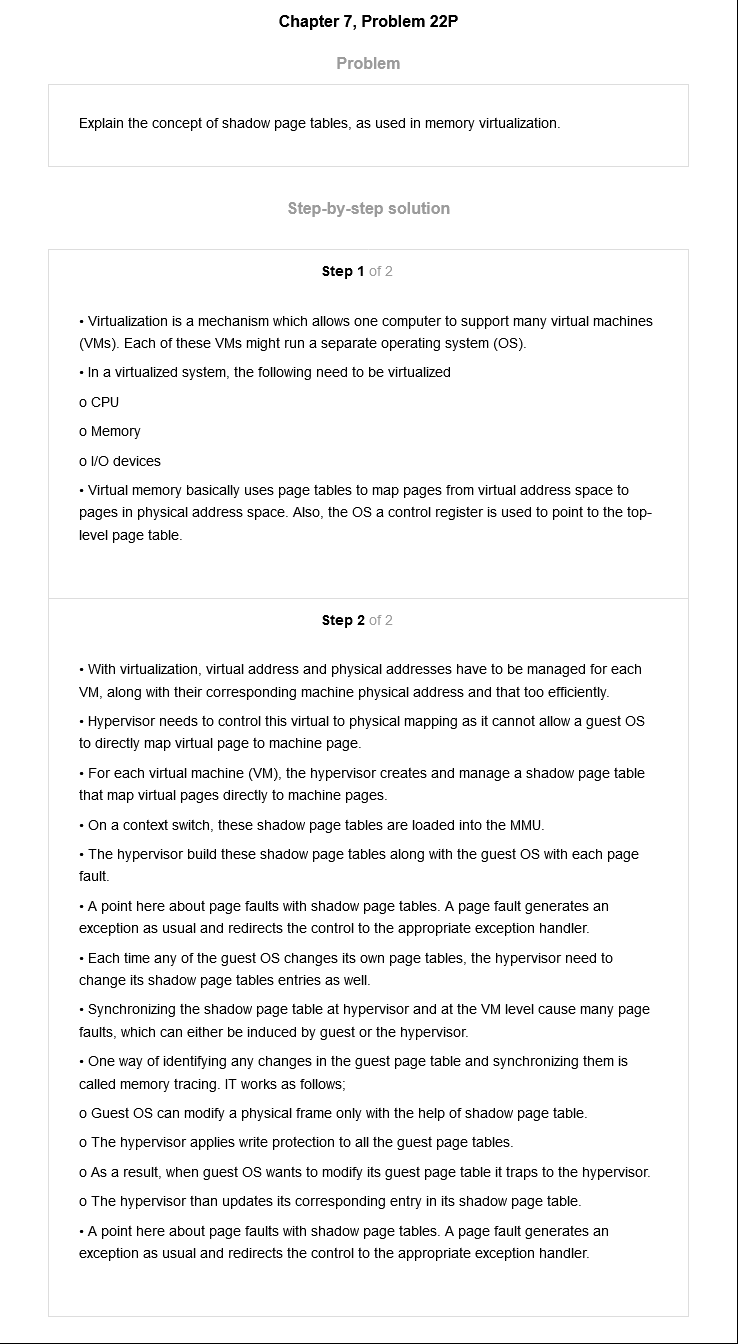 Chapter 7, Problem 22P
Problem
Explain the concept of shadow page tables, as used in memory virtualization.
Step-by-step solution
Step 1 of 2
• Virtualization is a mechanism which allows one computer to support many virtual machines
(VMs). Each of these VMs might run a separate operating system (OS).
• In a virtualized system, the following need to be virtualized
o CPU
o Memory
o I/O devices
• Virtual memory basically uses page tables to map pages from virtual address space to
pages in physical address space. Also, the OS a control register is used to point to the top-
level page table.
Step 2 of 2
• With virtualization, virtual address and physical addresses have to be managed for each
VM, along with their corresponding machine physical address and that too efficiently.
• Hypervisor needs to control this virtual to physical mapping as it cannot allow a guest OS
to directly map virtual page to machine page.
• For each virtual machine (VM), the hypervisor creates and manage a shadow page table
that map virtual pages directly to machine pages.
• On a context switch, these shadow page tables are loaded into the MMU.
• The hypervisor build these shadow page tables along with the guest OS with each page
fault.
• A point here about page faults with shadow page tables. A page fault generates an
exception as usual and redirects the control to the appropriate exception handler.
• Each time any of the guest OS changes its own page tables, the hypervisor need to
change its shadow page tables entries as well.
• Synchronizing the shadow page table at hypervisor and at the VM level cause many page
faults, which can either be induced by guest or the hypervisor.
• One way of identifying any changes in the guest page table and synchronizing them is
called memory tracing. IT works as follows;
o Guest OS can modify a physical frame only with the help of shadow page table.
o The hypervisor applies write protection to all the guest page tables.
o As a result, when guest OS wants to modify its guest page table it traps to the hypervisor.
o The hypervisor than updates its corresponding entry in its shadow page table.
• A point here about page faults with shadow page tables. A page fault generates an
exception as usual and redirects the control to the appropriate exception handler.